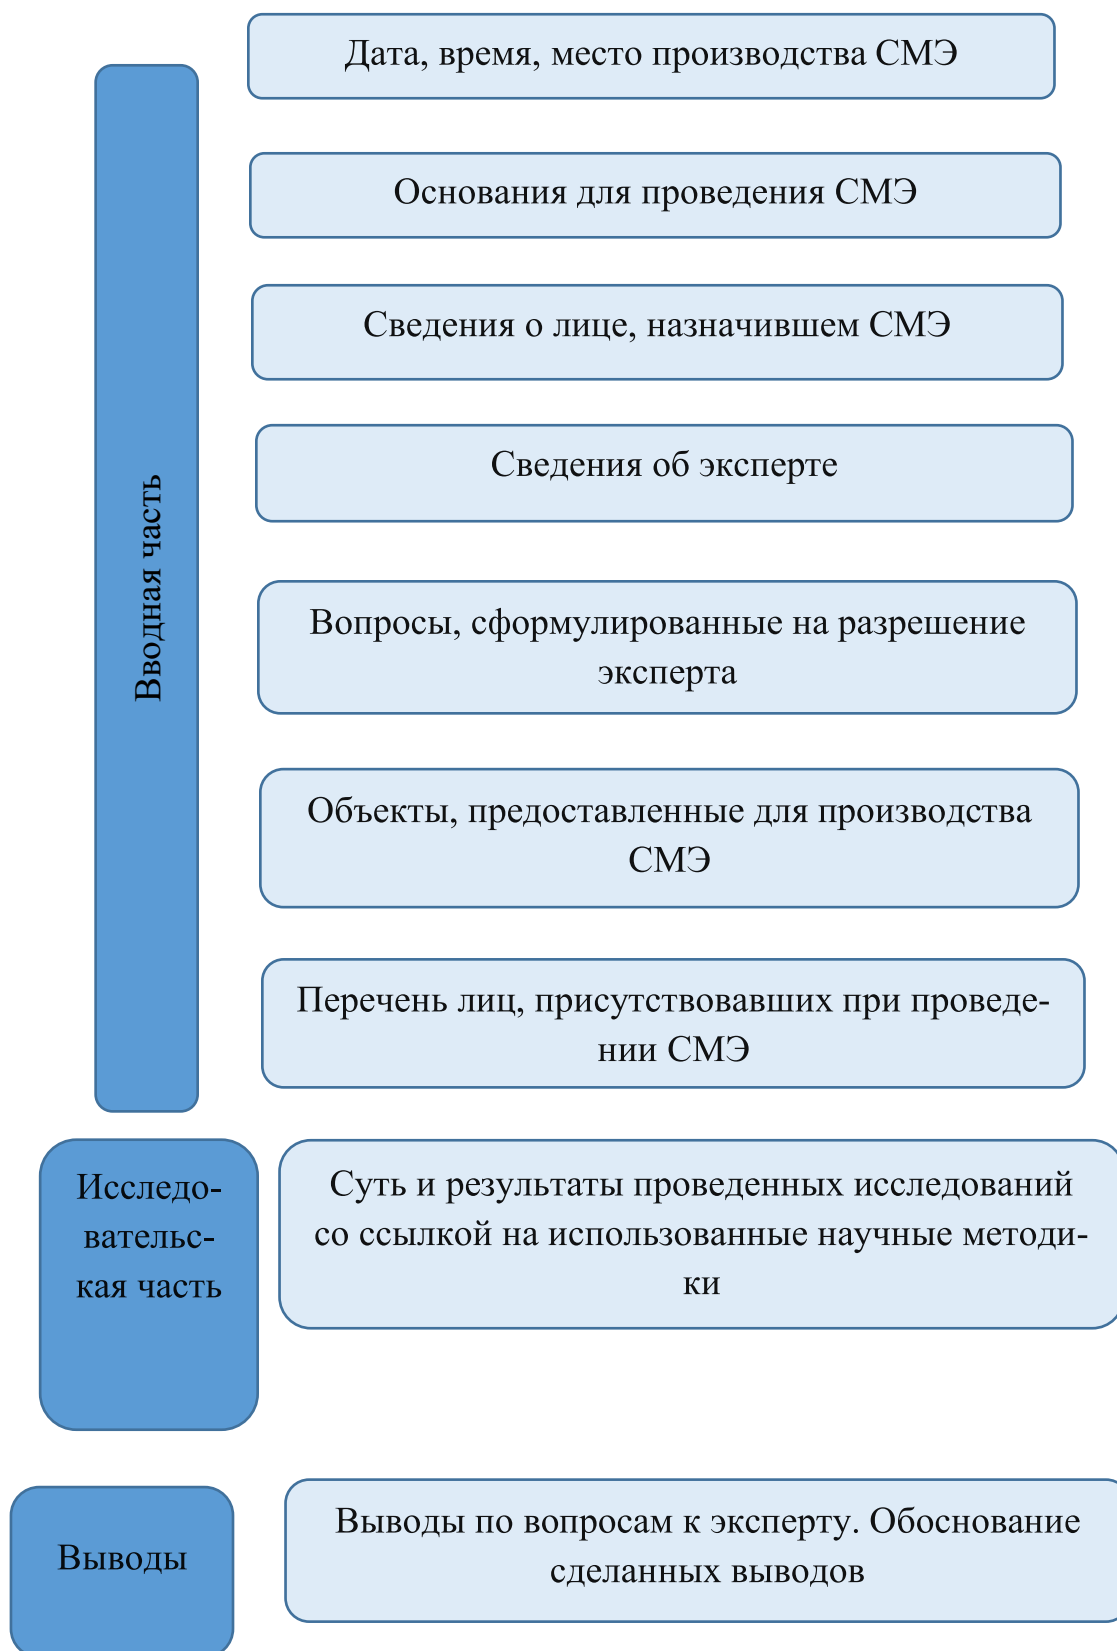 Дата, время, место производства СМЭ
Основания для проведения СМЭ
Сведения о лице, назначившем СМЭ
Сведения об эксперте
Вводная часть
Вопросы, сформулированные на разрешение
эксперта
Объекты, предоставленные для производства
СМЭ
Перечень лиц, присутствовавших при проведе-
нии СМЭ
Исследо-
вательс-
кая часть
Суть и результаты проведенных исследований
со ссылкой на использованные научные методи-
ки
Выводы
Выводы по вопросам к эксперту. Обоснование
сделанных выводов